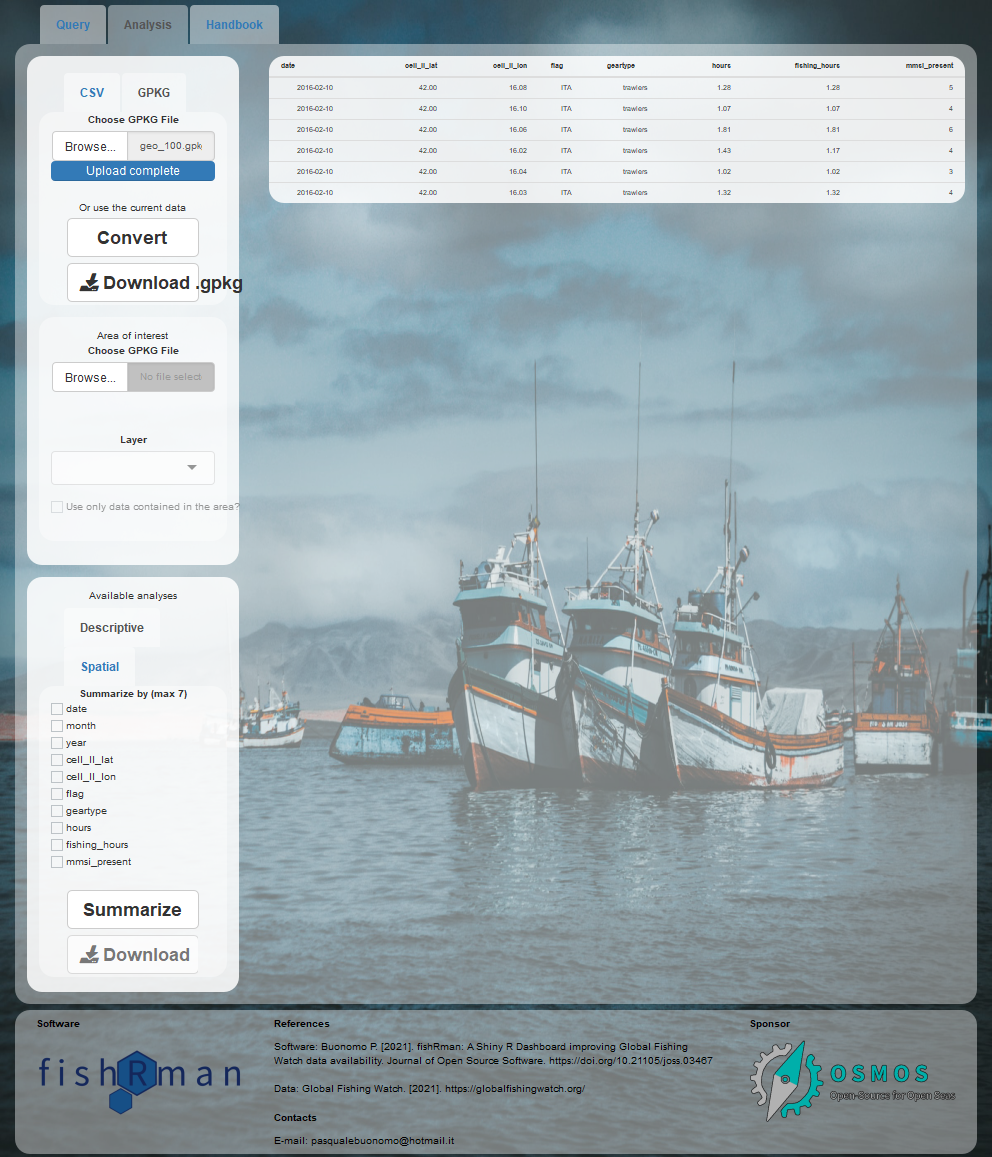 Query Analysis Handbook
CSV GPKG
Choose GPKG File
Browse... geo_100.gpk
Upload complete
Or use the current data
Convert
Download .gpkg
Area of interest
Choose GPKG File
Browse... No file select
Layer
Use only data contained in the area?
Available analyses
Descriptive
Spatial
Summarize by (max 7)
date
month
year
cell_ll_lat
cell_ll_lon
flag
geartype
hours
fishing_hours
mmsi_present
Summarize
Download
date cell_ll_lat cell_ll_lon flag geartype hours fishing_hours mmsi_present
2016-02-10 42.00 16.08 ITA trawlers 1.28 1.28 5
2016-02-10 42.00 16.10 ITA trawlers 1.07 1.07 4
2016-02-10 42.00 16.06 ITA trawlers 1.81 1.81 6
2016-02-10 42.00 16.02 ITA trawlers 1.43 1.17 4
2016-02-10 42.00 16.04 ITA trawlers 1.02 1.02 3
2016-02-10 42.00 16.03 ITA trawlers 1.32 1.32 4
Software
fishRman
References
Software: Buonomo P. [2021]. fishRman: A Shiny R Dashboard improving Global Fishing
Watch data availability. Journal of Open Source Software. https://doi.org/10.21105/joss.03467
Data: Global Fishing Watch. [2021]. https://globalfishingwatch.org/
Contacts
E-mail: pasqualebuonomo@hotmail.it
Sponsor
OSMOS
Open-Source for Open Seas